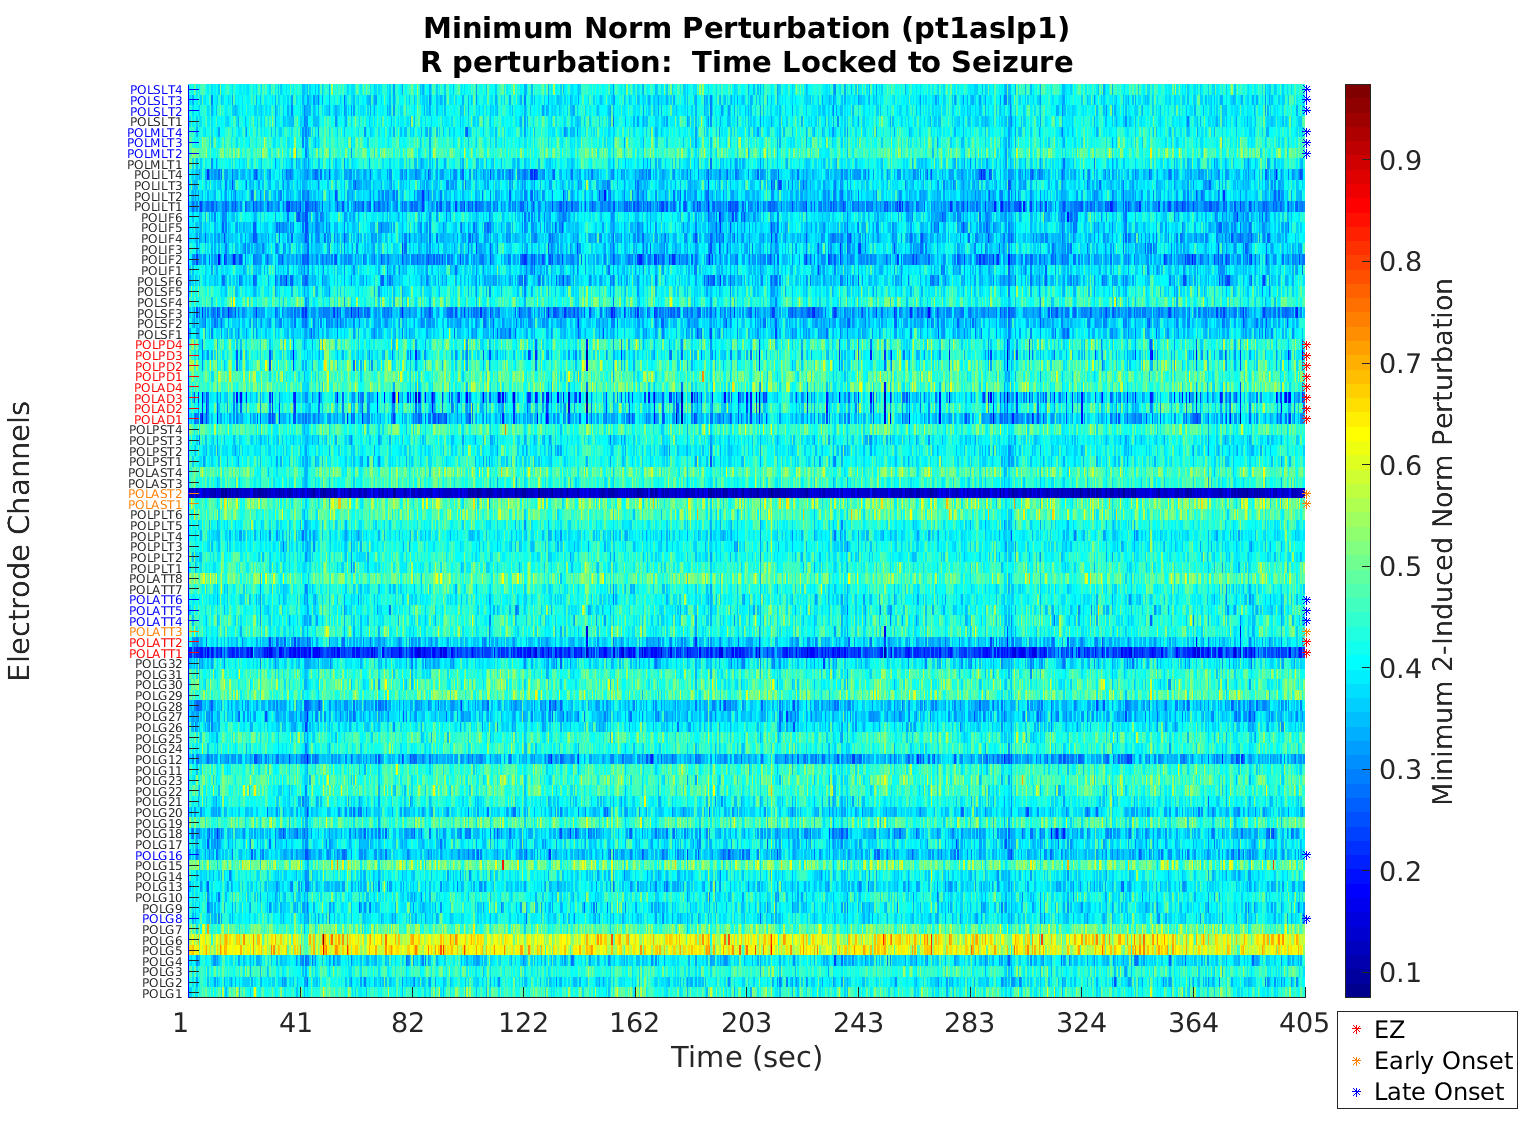 Minimum Norm Perturbation (pt1aslp1)
R perturbation:  Time Locked to Seizure
Electrode Channels
POLSLT4
POLSLT3
POLSLT2
POLSLT1
POLMLT4
POLMLT3
POLMLT2
POLMLT1
POLILT4
POLILT3
POLILT2
POLILT1
POLIF6
POLIF5
POLIF4
POLIF3
POLIF2
POLIF1
POLSF6
POLSF5
POLSF4
POLSF3
POLSF2
POLSF1
POLPD4
POLPD3
POLPD2
POLPD1
POLAD4
POLAD3
POLAD2
POLAD1
POLPST4
POLPST3
POLPST2
POLPST1
POLAST4
POLAST3
POLAST2
POLAST1
POLPLT6
POLPLT5
POLPLT4
POLPLT3
POLPLT2
POLPLT1
POLATT8
POLATT7
POLATT6
POLATT5
POLATT4
POLATT3
POLATT2
POLATT1
POLG32
POLG31
POLG30
POLG29
POLG28
POLG27
POLG26
POLG25
POLG24
POLG12
POLG11
POLG23
POLG22
POLG21
POLG20
POLG19
POLG18
POLG17
POLG16
POLG15
POLG14
POLG13
POLG10
POLG9
POLG8
POLG7
POLG6
POLG5
POLG4
POLG3
POLG2
POLG1
1 41 82 122 162 203 243 283 324 364 405
Time (sec)
0.9
0.8
0.7
0.6
0.5
0.4
0.3
0.2
0.1
Minimum 2-Induced Norm Perturbation
EZ
Early Onset
Late Onset